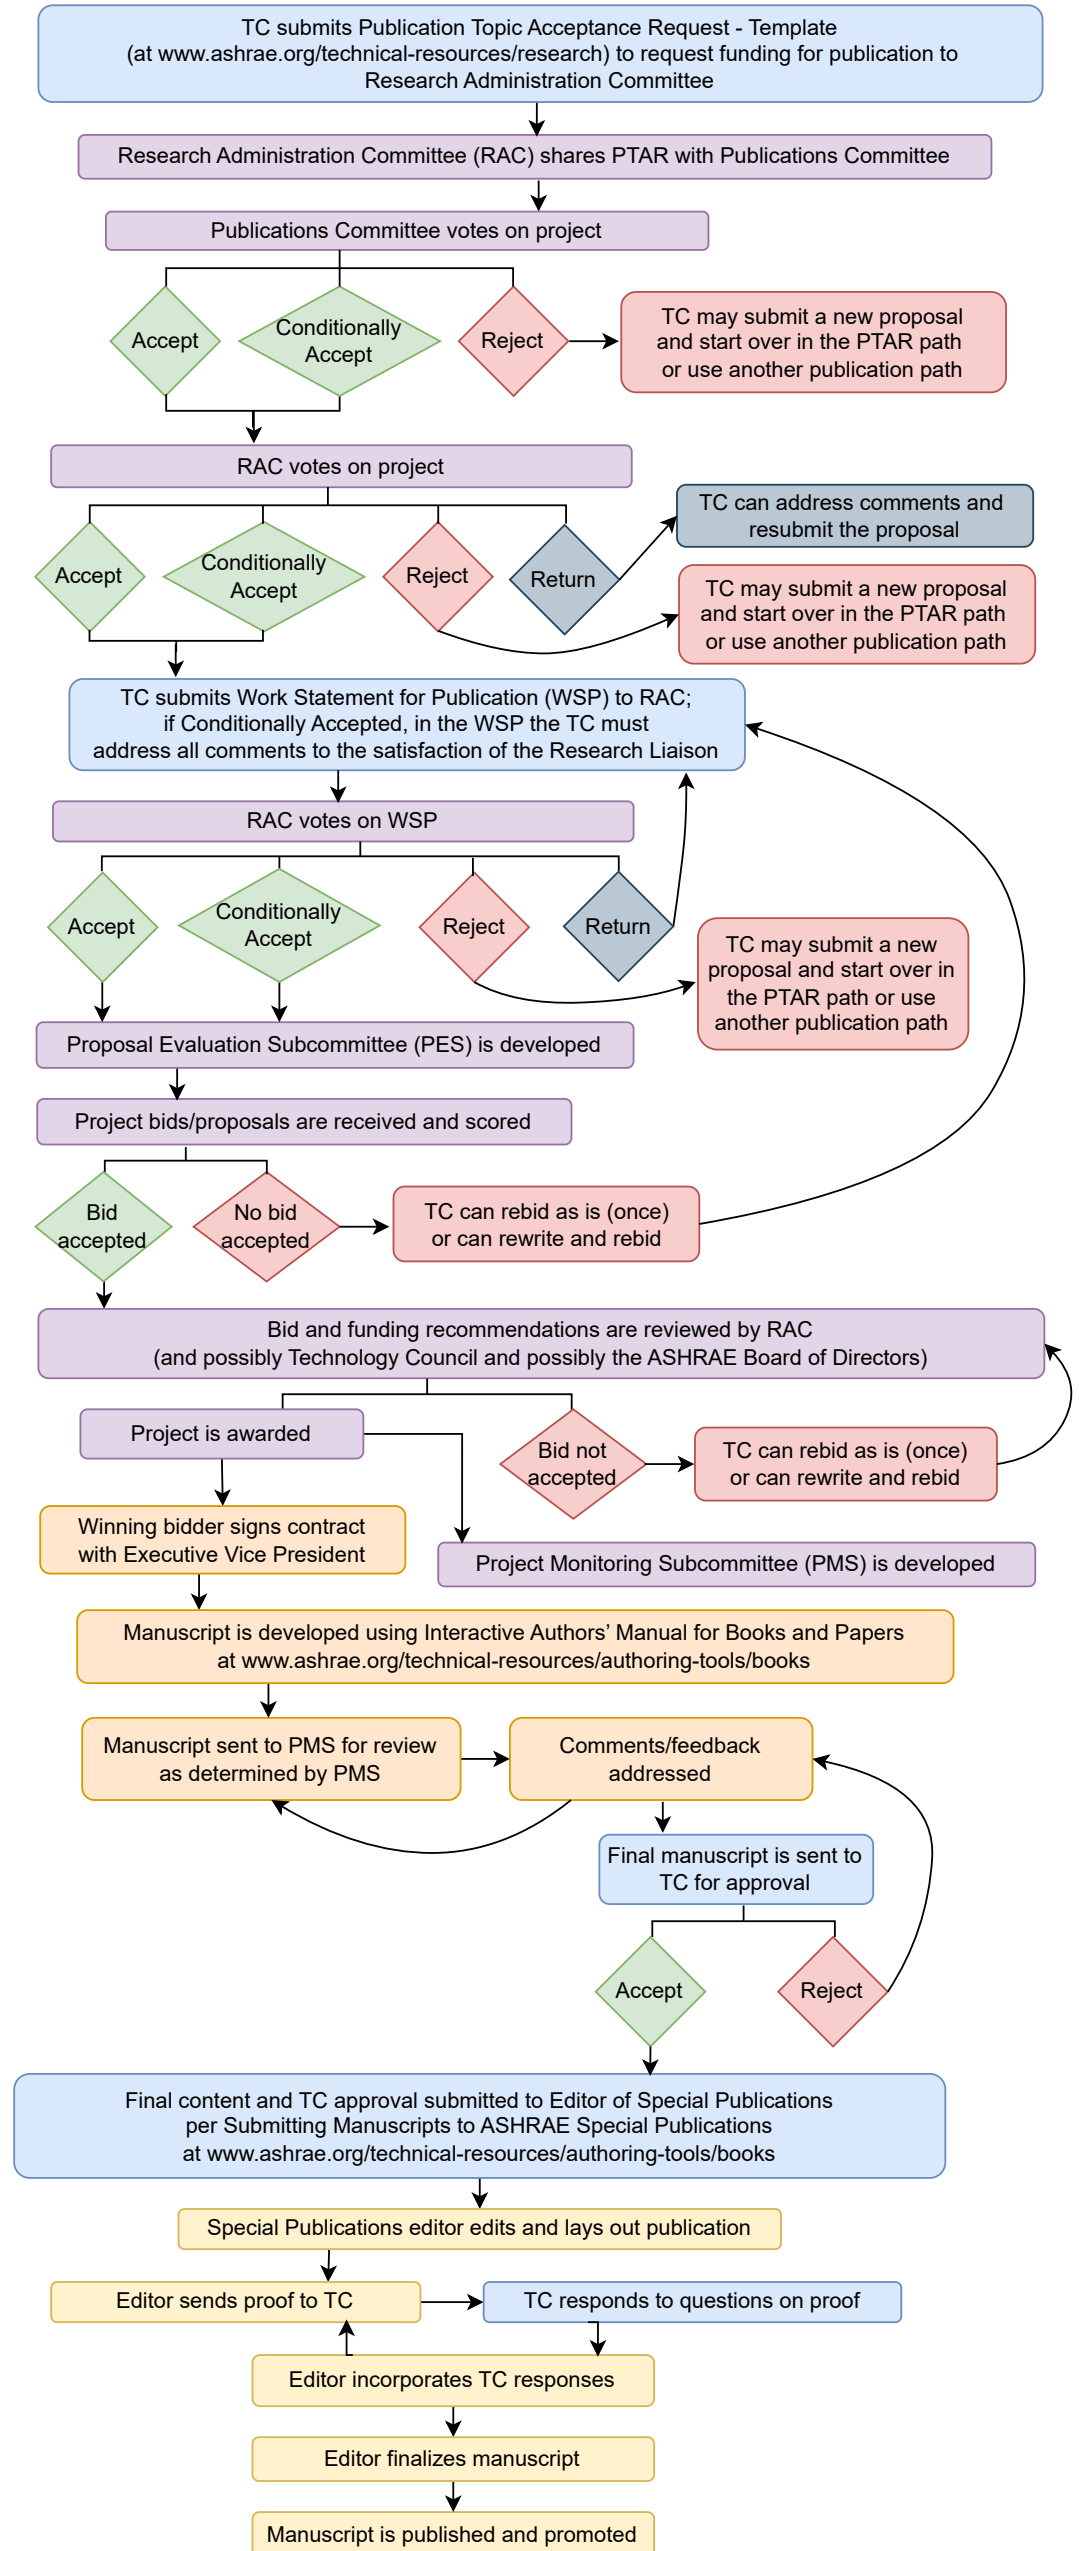 TC submits Publication Topic Acceptance Request - Template
(at www.ashrae.org/technical-resources/research) to request funding for publication to
Research Administration Committee
Research Administration Committee (RAC) shares PTAR with Publications Committee
Publications Committee votes on project
Accept
Conditionally
Accept
Reject
TC may submit a new proposal
and start over in the PTAR path
or use another publication path
RAC votes on project
Accept
Conditionally
Accept
Reject
Return
TC can address comments and
resubmit the proposal
TC may submit a new proposal
and start over in the PTAR path
or use another publication path
TC submits Work Statement for Publication (WSP) to RAC;
if Conditionally Accepted, in the WSP the TC must
address all comments to the satisfaction of the Research Liaison
RAC votes on WSP
Accept
Conditionally
Accept
Reject
Return
TC may submit a new
proposal and start over in
the PTAR path or use
another publication path
Proposal Evaluation Subcommittee (PES) is developed
Project bids/proposals are received and scored
Bid
accepted
No bid
accepted
TC can rebid as is (once)
or can rewrite and rebid
Bid and funding recommendations are reviewed by RAC
(and possibly Technology Council and possibly the ASHRAE Board of Directors)
Project is awarded
Bid not
accepted
TC can rebid as is (once)
or can rewrite and rebid
Winning bidder signs contract
with Executive Vice President
Project Monitoring Subcommittee (PMS) is developed
Manuscript is developed using Interactive Authors’ Manual for Books and Papers
at www.ashrae.org/technical-resources/authoring-tools/books
Manuscript sent to PMS for review
as determined by PMS
Comments/feedback
addressed
Final manuscript is sent to
TC for approval
Accept
Reject
Final content and TC approval submitted to Editor of Special Publications
per Submitting Manuscripts to ASHRAE Special Publications
at www.ashrae.org/technical-resources/authoring-tools/books
Special Publications editor edits and lays out publication
Editor sends proof to TC
TC responds to questions on proof
Editor incorporates TC responses
Editor finalizes manuscript
Manuscript is published and promoted